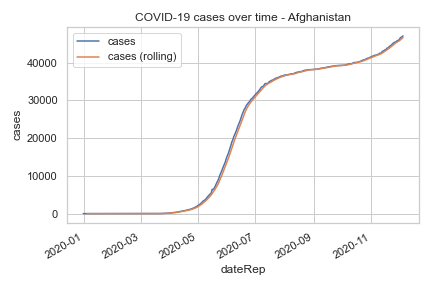 COVID-19 cases over time - Afghanistan
cases
cases (rolling)
40000
30000
20000
10000
0
cases
2020-01
2020-03
2020-05
2020-07
2020-09
2020-11
dateRep